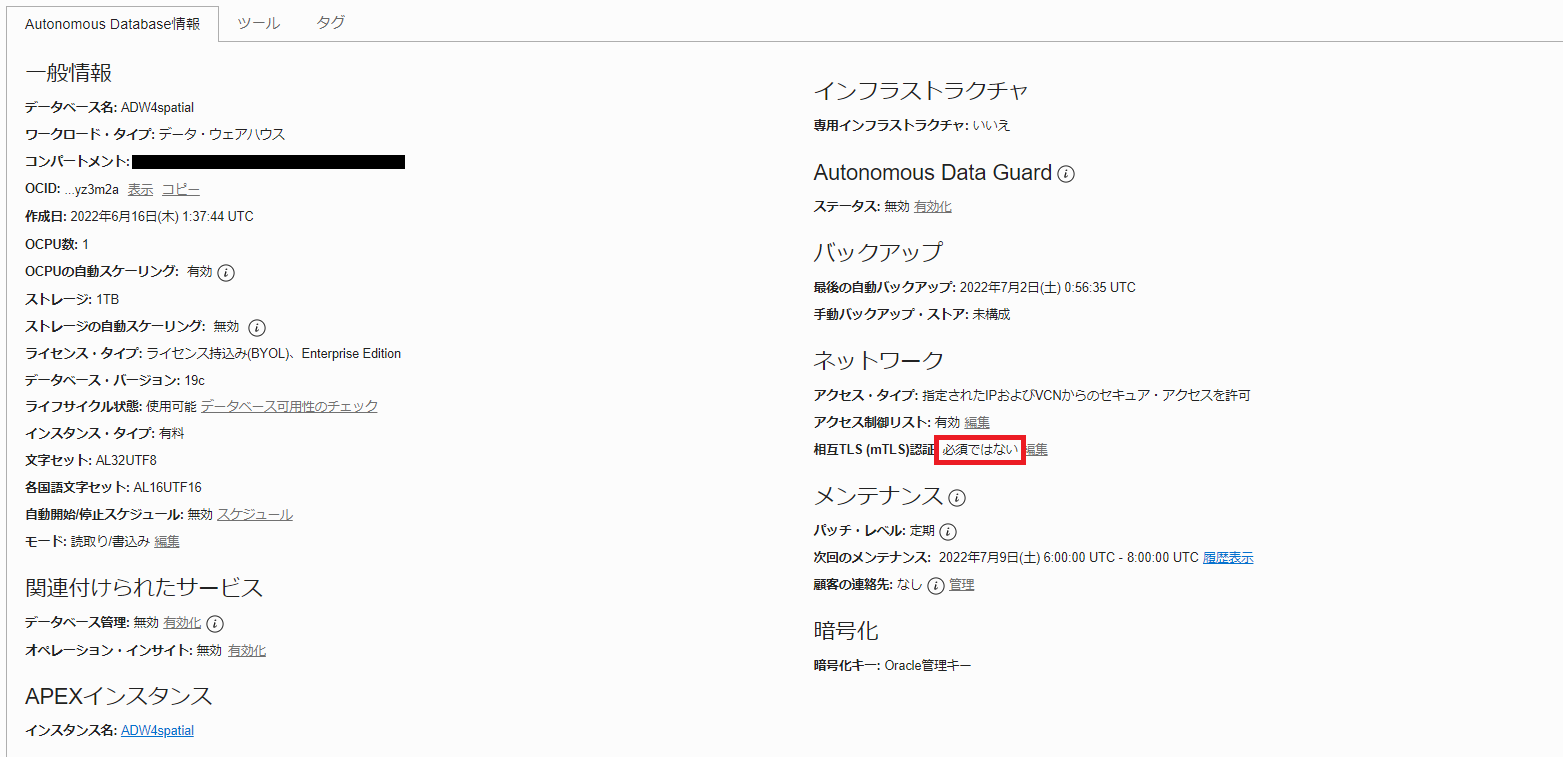 Autonomous Database情報 ツール タグ
一般情報
データベース名: ADW4spatial
ワークロード・タイプ: データ・ウェアハウス
コンパートメント:
OCID: ...yz3m2a 表示 コピー
作成日: 2022年6月16日(木) 1:37:44 UTC
OCPU数: 1
OCPUの自動スケーリング: 有効
ストレージ: 1TB
ストレージの自動スケーリング: 無効
ライセンス・タイプ: ライセンス持込み(BYOL)、Enterprise Edition
データベース・バージョン: 19c
ライフサイクル状態: 使用可能 データベース可用性のチェック
インスタンス・タイプ: 有料
文字セット: AL32UTF8
各国語文字セット: AL16UTF16
自動開始/停止スケジュール: 無効 スケジュール
モード: 読取り/書込み 編集
関連付けられたサービス
データベース管理: 無効 有効化
オペレーション・インサイト: 無効 有効化
APEXインスタンス
インスタンス名: ADW4spatial
インフラストラクチャ
専用インフラストラクチャ: いいえ
Autonomous Data Guard
ステータス: 無効 有効化
バックアップ
最後の自動バックアップ: 2022年7月2日(土) 0:56:35 UTC
手動バックアップ・ストア: 未構成
ネットワーク
アクセス・タイプ: 指定されたIPおよびVCNからのセキュア・アクセスを許可
アクセス制御リスト: 有効 編集
相互TLS (mTLS)認証 必須ではない 編集
メンテナンス
パッチ・レベル: 定期
次回のメンテナンス: 2022年7月9日(土) 6:00:00 UTC - 8:00:00 UTC 履歴表示
顧客の連絡先: なし 管理
暗号化
暗号化キー: Oracle管理キー